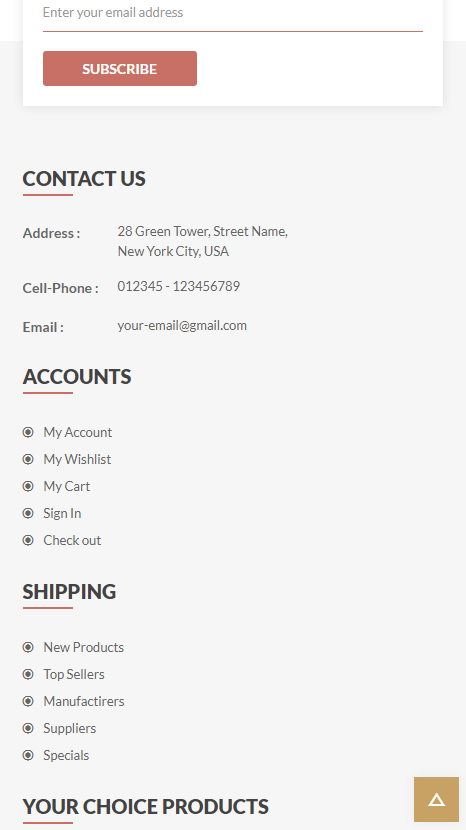 Enter your email address
SUBSCRIBE
CONTACT US
Address :
28 Green Tower, Street Name,
New York City, USA
Cell-Phone :
012345 - 123456789
Email :
your-email@gmail.com
ACCOUNTS
My Account
My Wishlist
My Cart
Sign In
Check out
SHIPPING
New Products
Top Sellers
Manufactirers
Suppliers
Specials
YOUR CHOICE PRODUCTS